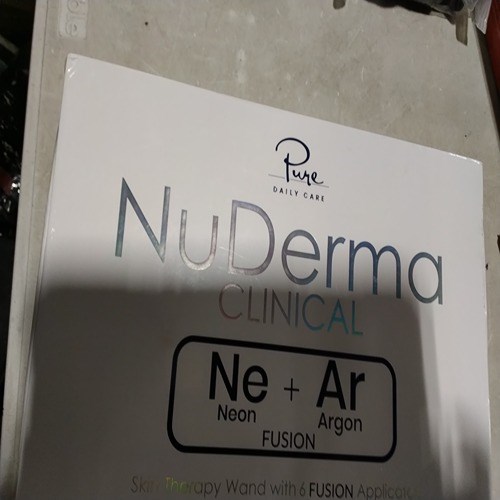 Pure
DAILY CARE
NuDerma
CLINICAL
Ne + Ar
Neon Argon
FUSION
Skin Therapy Wand with 6 FUSION